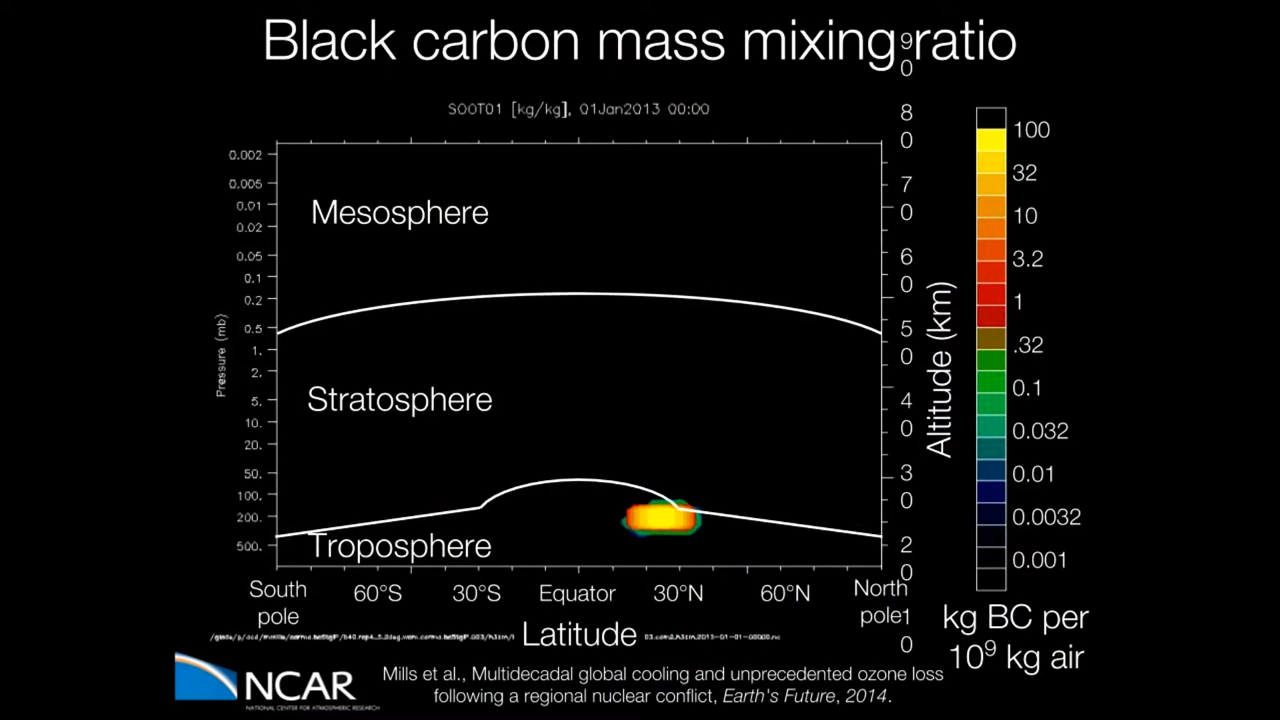 Black carbon mass mixing ratio
SOOT01 [kg/kg], 01Jan2013 00:00
Pressure (mb)
0.002
0.005
0.01
0.02
0.05
0.1
0.2
0.5
1.
2.
5.
10.
20.
50.
100.
200.
500.
Mesosphere
Stratosphere
Troposphere
90
80
70
60
50
40
30
20
10
Altitude (km)
100
32
10
3.2
1
.32
0.1
0.032
0.01
0.0032
0.001
kg BC per
10⁹ kg air
South pole
60°S
30°S
Equator
30°N
60°N
North pole
Latitude
NCAR
NATIONAL CENTER FOR ATMOSPHERIC RESEARCH
Mills et al., Multidecadal global cooling and unprecedented ozone loss
following a regional nuclear conflict, Earth's Future, 2014.